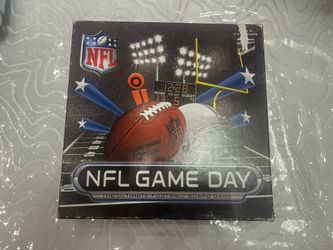 NFL
NFL GAME DAY
THE ULTIMATE FOOTBALL BOARD GAME